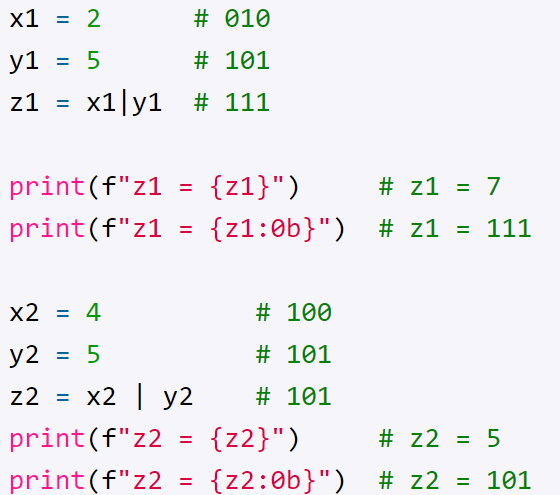 x1 = 2      # 010
y1 = 5      # 101
z1 = x1|y1  # 111

print(f"z1 = {z1}")     # z1 = 7
print(f"z1 = {z1:0b}")  # z1 = 111

x2 = 4          # 100
y2 = 5          # 101
z2 = x2 | y2    # 101
print(f"z2 = {z2}")     # z2 = 5
print(f"z2 = {z2:0b}")  # z2 = 101